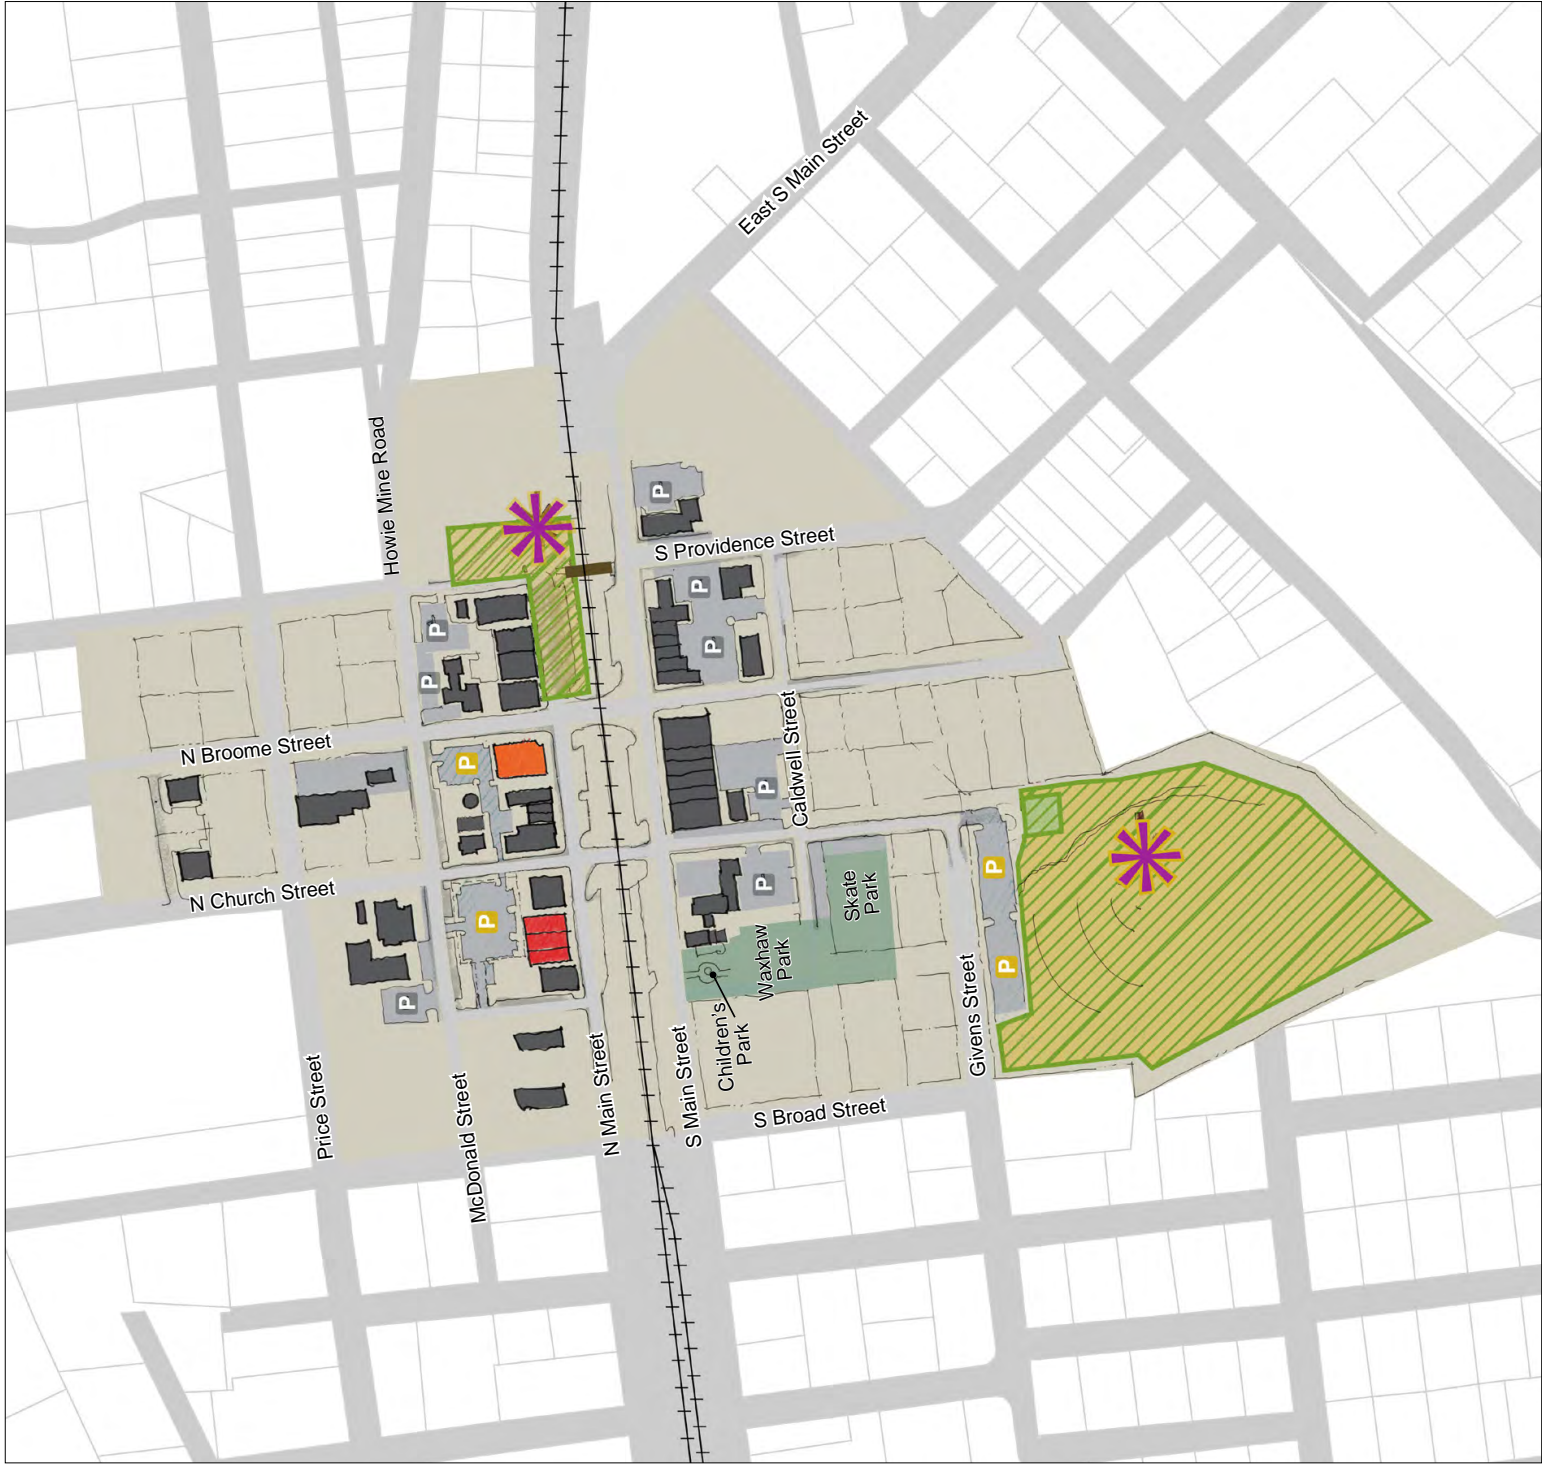 East S Main Street
Howie Mine Road
P
S Providence Street
P
P
P
P
N Broome Street
P
Caldwell Street
P
N Church Street
P
P
Skate
Park
P
Waxhaw
Park
P
P
Children's
Park
Givens Street
Price Street
McDonald Street
N Main Street
S Main Street
S Broad Street